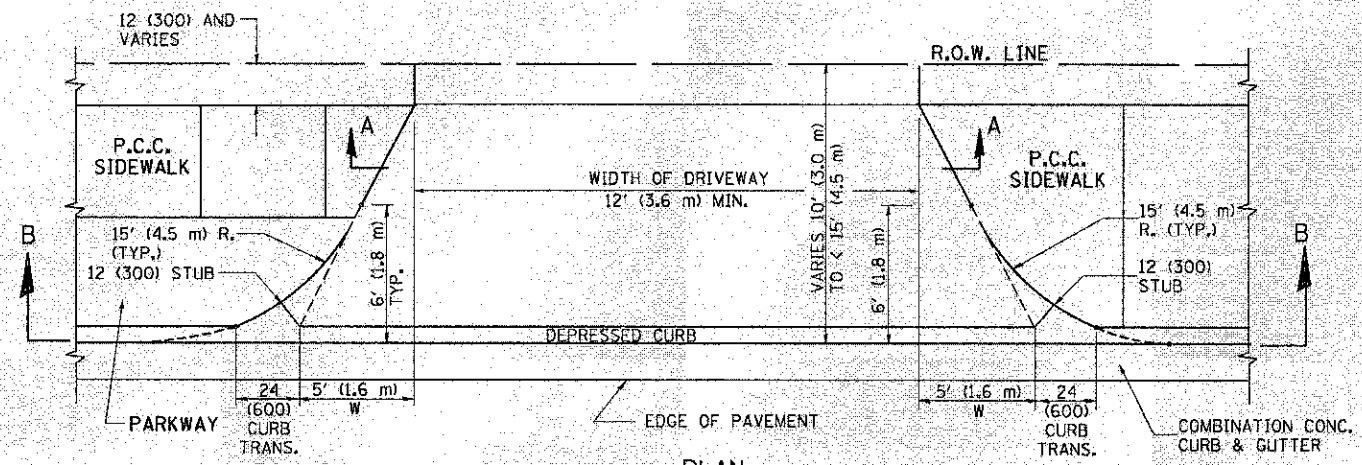 12 (300) AND
VARIES
R.O.W. LINE
A
A
P.C.C.
SIDEWALK
P.C.C.
SIDEWALK
WIDTH OF DRIVEWAY
12' (3.6 m) MIN.
VARIES 10' (3.0 m)
TO < 15' (4.5 m)
B
15' (4.5 m) R.
(TYP.)
12 (300) STUB
6' (1.8 m)
TYP.
6' (1.8 m)
15' (4.5 m)
R. (TYP.)
12 (300)
STUB
B
DEPRESSED CURB
24
(600)
CURB
TRANS.
5' (1.6 m)
W
5' (1.6 m)
W
24
(600)
CURB
TRANS.
PARKWAY
EDGE OF PAVEMENT
COMBINATION CONC.
CURB & GUTTER
PLAN